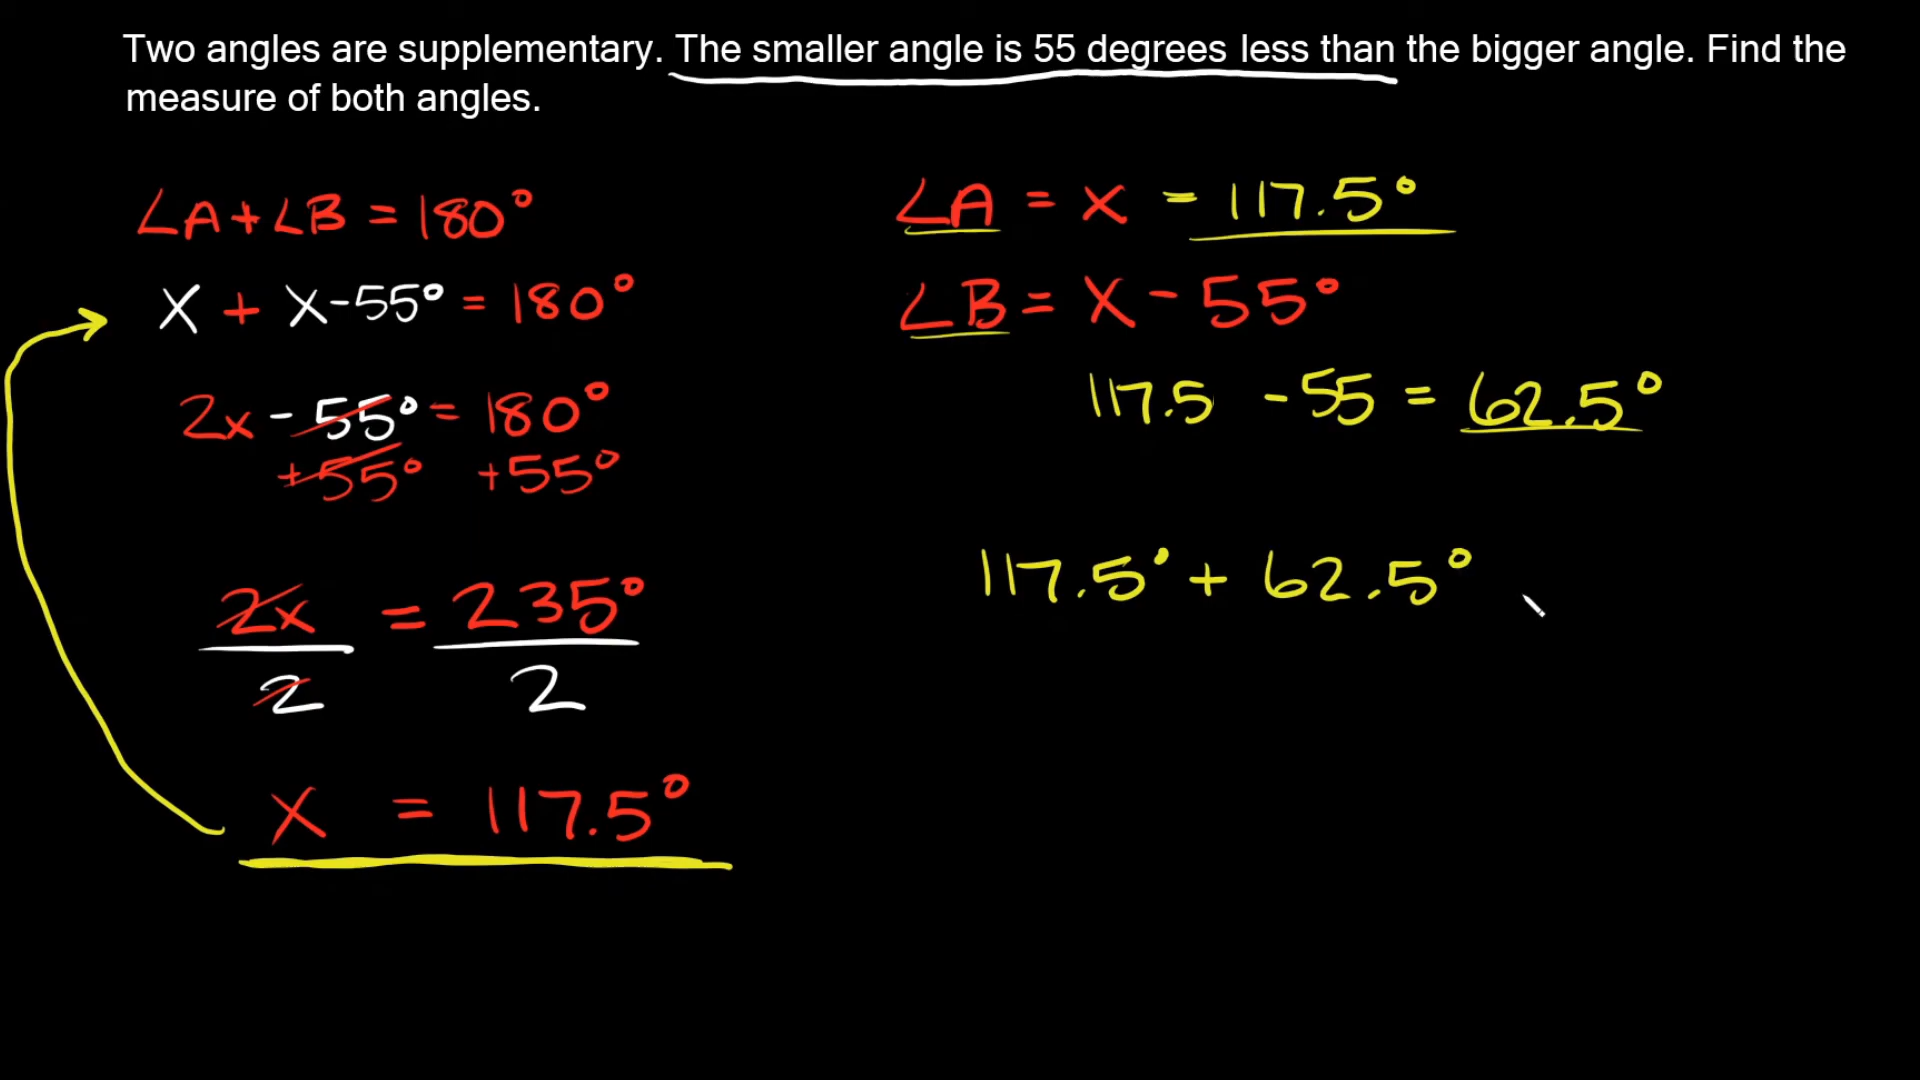 Two angles are supplementary. The smaller angle is 55 degrees less than the bigger angle. Find the
measure of both angles.
∠A + ∠B = 180°
x + x - 55° = 180°
2x - 55° = 180°
+55° +55°
2x = 235°
2 2
x = 117.5°
∠A = x = 117.5°
∠B = x - 55°
117.5 - 55 = 62.5°
117.5° + 62.5°